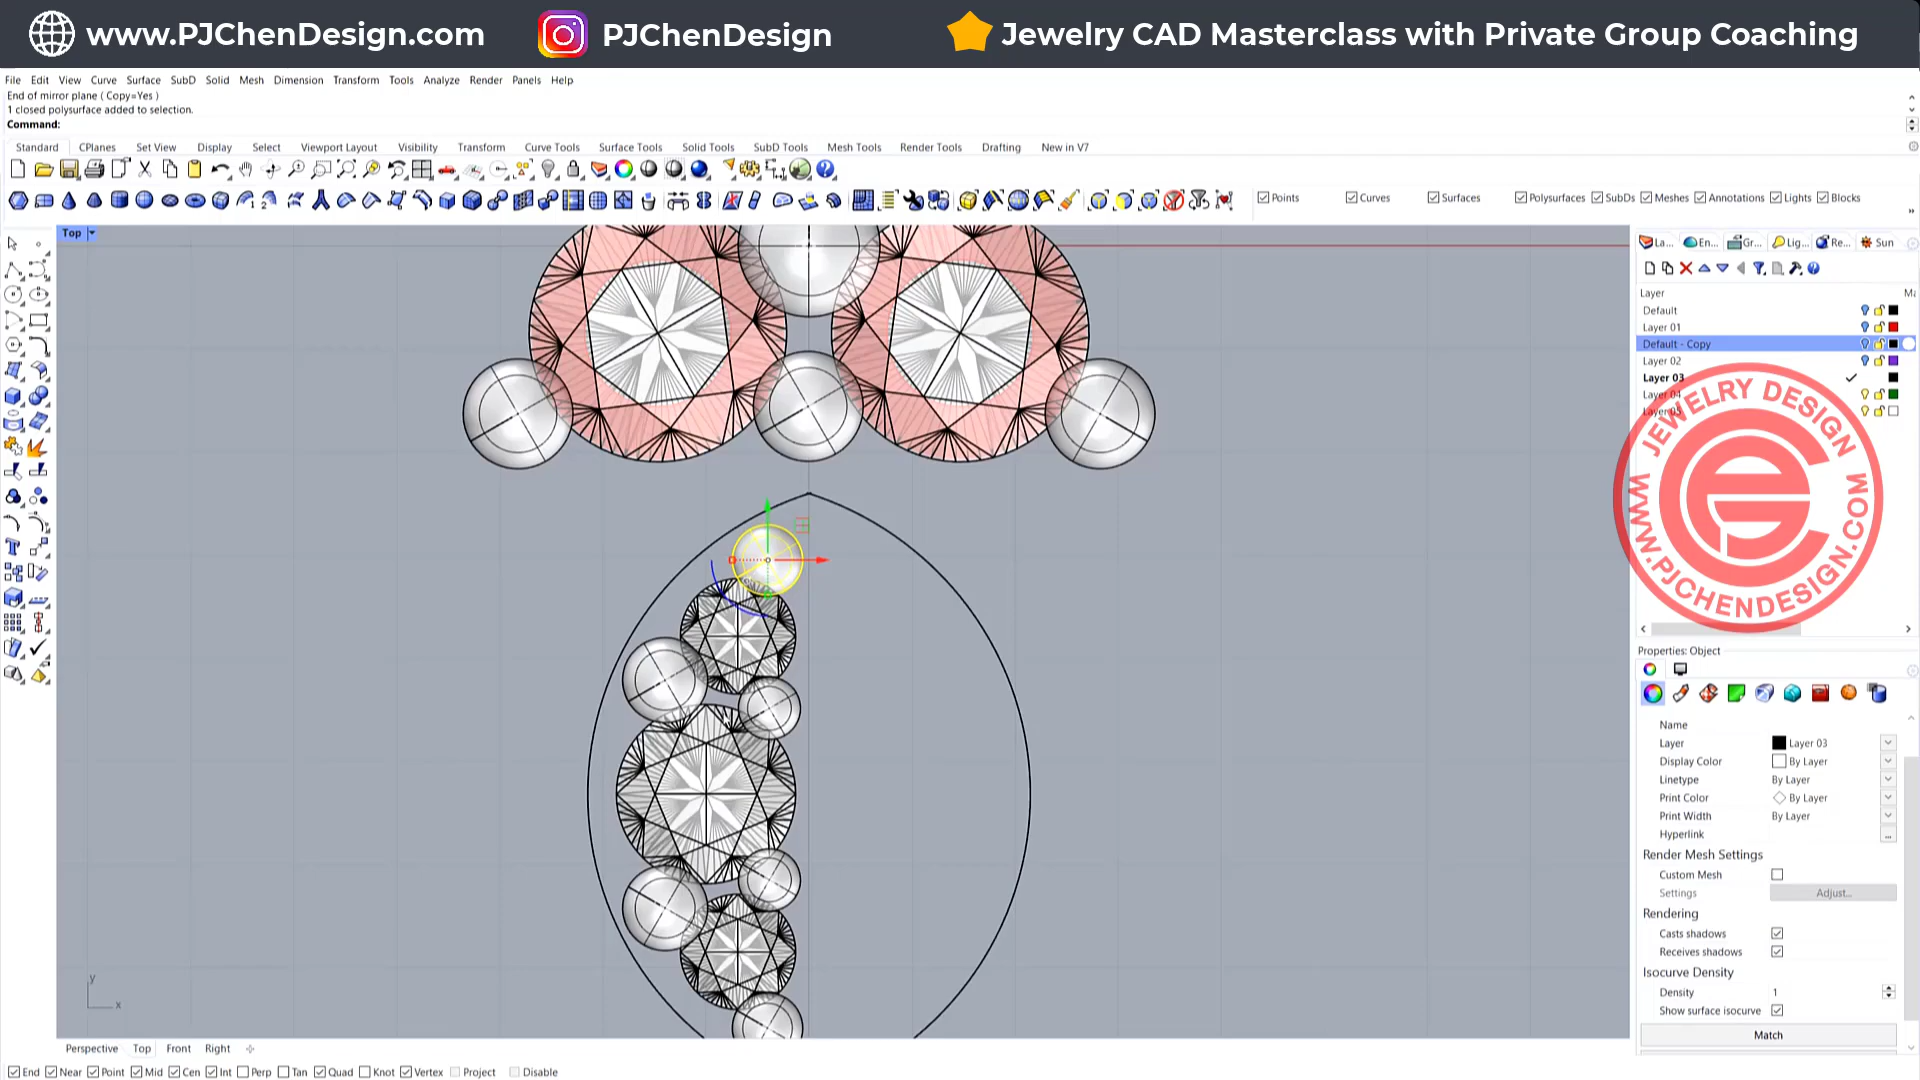 www.PJChenDesign.com PJChenDesign Jewelry CAD Masterclass with Private Group Coaching
File Edit View Curve Surface SubD Solid Mesh Dimension Transform Tools Analyze Render Panels Help
End of mirror plane ( Copy=Yes )
1 closed polysurface added to selection.
Command:
Standard CPlanes Set View Display Select Viewport Layout Visibility Transform Curve Tools Surface Tools Solid Tools SubD Tools Mesh Tools Render Tools Drafting New in V7
Points Curves Surfaces Polysurfaces SubDs Meshes Annotations Lights Blocks
Top
La... En... Gr... Lig... Re... Sun
Layer
Default
Layer 01
Default - Copy
Layer 02
Layer 03
JEWELRY DESIGN WWW.PJCHENDESIGN.COM
Properties: Object
Name
Layer Layer 03
Display Color By Layer
Linetype By Layer
Print Color By Layer
Print Width By Layer
Hyperlink ...
Render Mesh Settings
Custom Mesh
Settings Adjust...
Rendering
Casts shadows
Receives shadows
Isocurve Density
Density 1
Show surface isocurve
Match
y
x
Perspective Top Front Right
End Near Point Mid Cen Int Perp Tan Quad Knot Vertex Project Disable